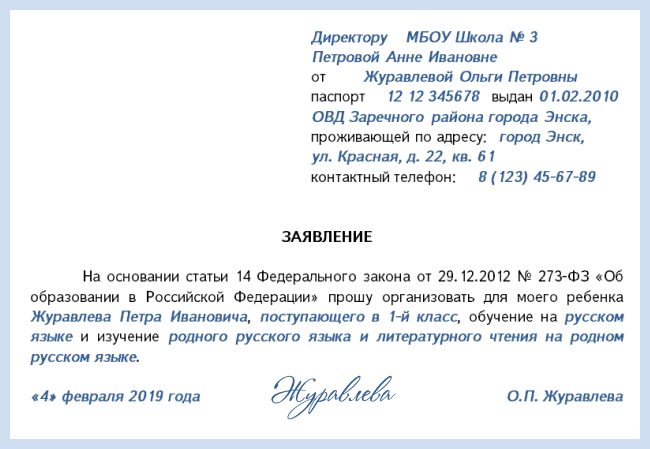 Директору МБОУ Школа № 3
Петровой Анне Ивановне
от Журавлевой Ольги Петровны
паспорт 12 12 345678 выдан 01.02.2010
ОВД Заречного района города Энска,
проживающей по адресу: город Энск,
ул. Красная, д. 22, кв. 61
контактный телефон: 8 (123) 45-67-89
ЗАЯВЛЕНИЕ
На основании статьи 14 Федерального закона от 29.12.2012 № 273-ФЗ «Об
образовании в Российской Федерации» прошу организовать для моего ребенка
Журавлева Петра Ивановича, поступающего в 1-й класс, обучение на русском
языке и изучение родного русского языка и литературного чтения на родном
русском языке.
«4» февраля 2019 года Журавлева О.П. Журавлева